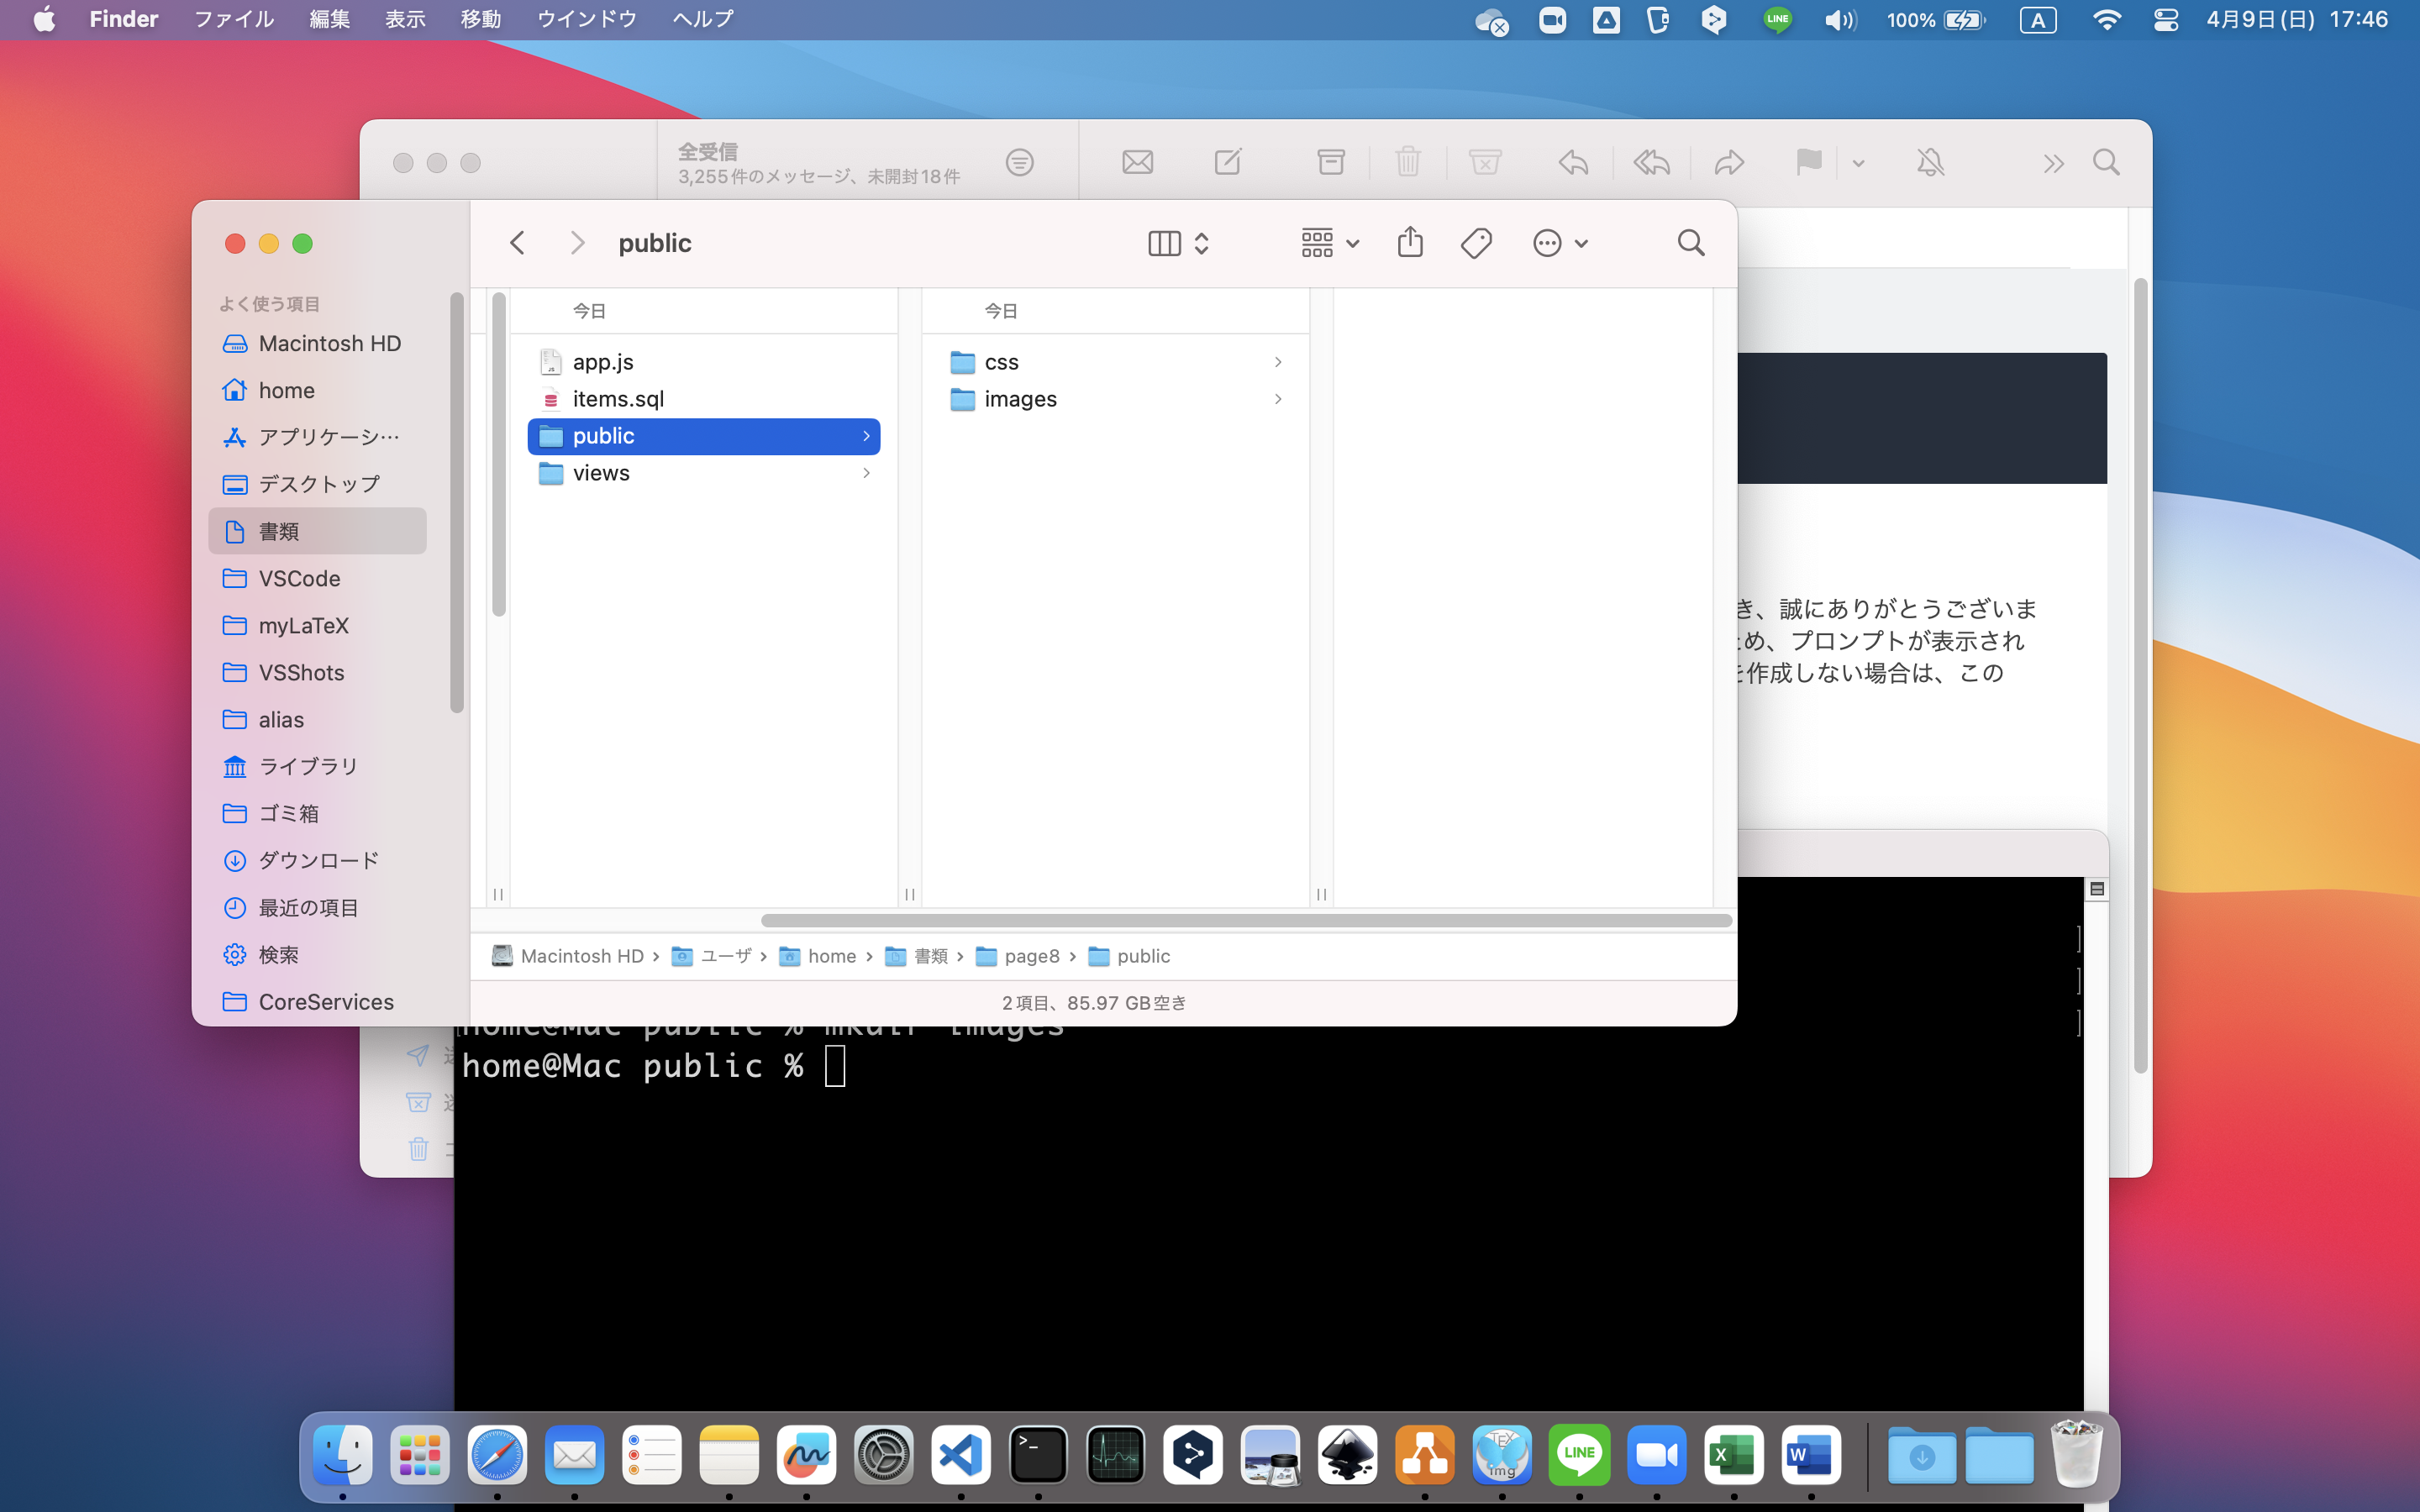 Finder ファイル 編集 表示 移動 ウインドウ ヘルプ LINE 100% A 4月9日(日) 17:46
全受信
3,255件のメッセージ、未開封18件
public
よく使う項目
Macintosh HD
home
アプリケーシ…
デスクトップ
書類
VSCode
myLaTeX
VSShots
alias
ライブラリ
ゴミ箱
ダウンロード
最近の項目
検索
CoreServices
今日
app.js
items.sql
public
views
今日
css
images
き、誠にありがとうございま
め、プロンプトが表示され
を作成しない場合は、この
Macintosh HD › ユーザ › home › 書類 › page8 › public
2項目、85.97 GB空き
home@Mac public % mkdir images
home@Mac public %
LINE